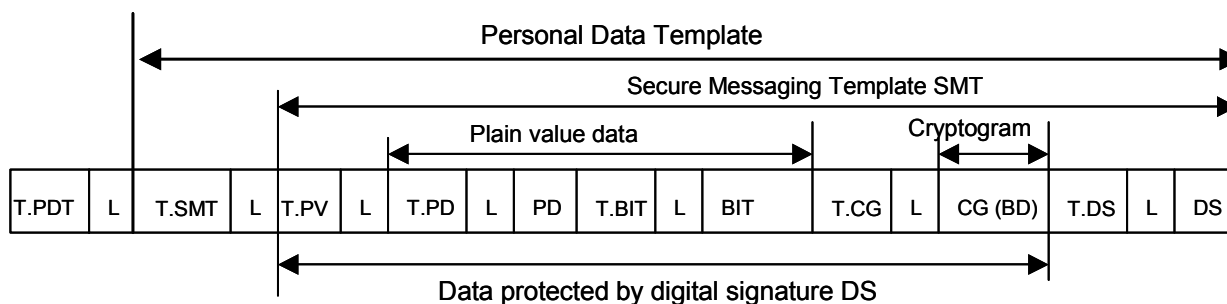 Personal Data Template
Secure Messaging Template SMT
Plain value data
Cryptogram
T.PDT L T.SMT L T.PV L T.PD L PD T.BIT L BIT T.CG L CG (BD) T.DS L DS
Data protected by digital signature DS